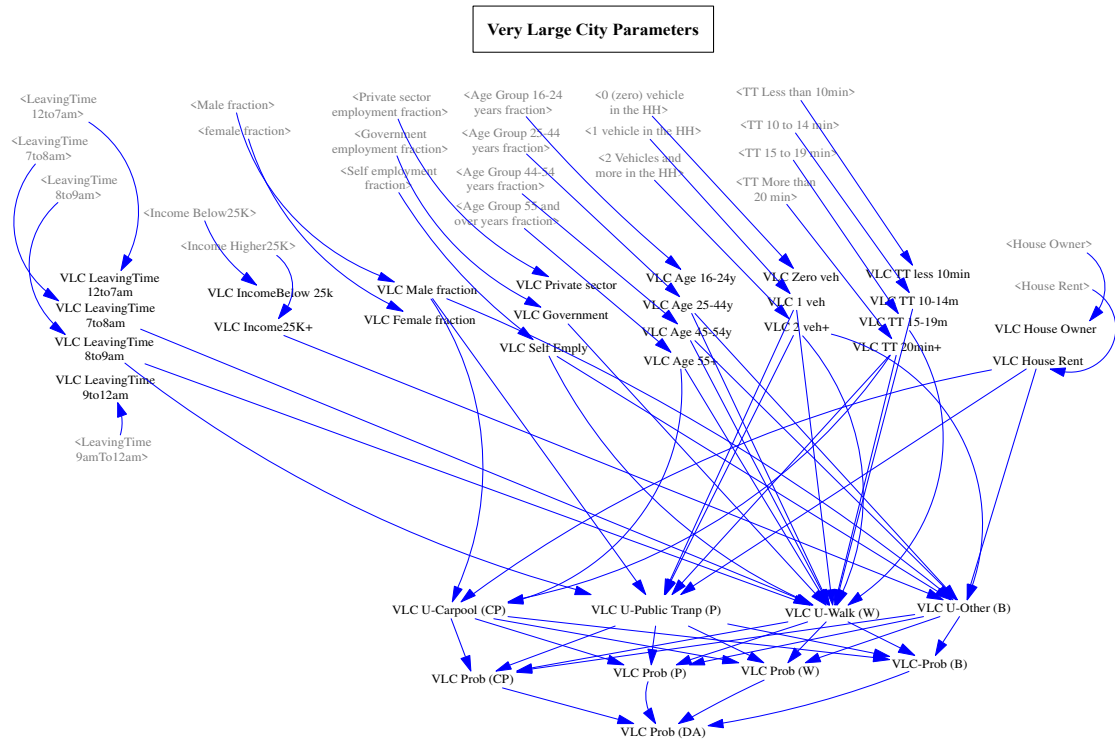 Very Large City Parameters
<LeavingTime
12to7am>
<LeavingTime
7to8am>
<LeavingTime
8to9am>
<Male fraction>
<female fraction>
<Private sector
employment fraction>
<Government
employment fraction>
<Self employment
fraction>
<Age Group 16-24
years fraction>
<Age Group 25-44
years fraction>
<Age Group 44-54
years fraction>
<Age Group 55 and
over years fraction>
<0 (zero) vehicle
in the HH>
<1 vehicle in the HH>
<2 Vehicles and
more in the HH>
<TT Less than 10min>
<TT 10 to 14 min>
<TT 15 to 19 min>
<TT More than
20 min>
<Income Below25K>
<Income Higher25K>
<House Owner>
<House Rent>
VLC LeavingTime
12to7am
VLC LeavingTime
7to8am
VLC LeavingTime
8to9am
VLC LeavingTime
9to12am
<LeavingTime
9amTo12am>
VLC IncomeBelow 25k
VLC Income25K+
VLC Male fraction
VLC Female fraction
VLC Private sector
VLC Government
VLC Self Emply
VLC Age 16-24y
VLC Age 25-44y
VLC Age 45-54y
VLC Age 55+
VLC Zero veh
VLC 1 veh
VLC 2 veh+
VLC TT less 10min
VLC TT 10-14m
VLC TT 15-19m
VLC TT 20min+
VLC House Owner
VLC House Rent
VLC U-Carpool (CP)
VLC U-Public Tranp (P)
VLC U-Walk (W)
VLC U-Other (B)
VLC Prob (CP)
VLC Prob (P)
VLC Prob (W)
VLC-Prob (B)
VLC Prob (DA)